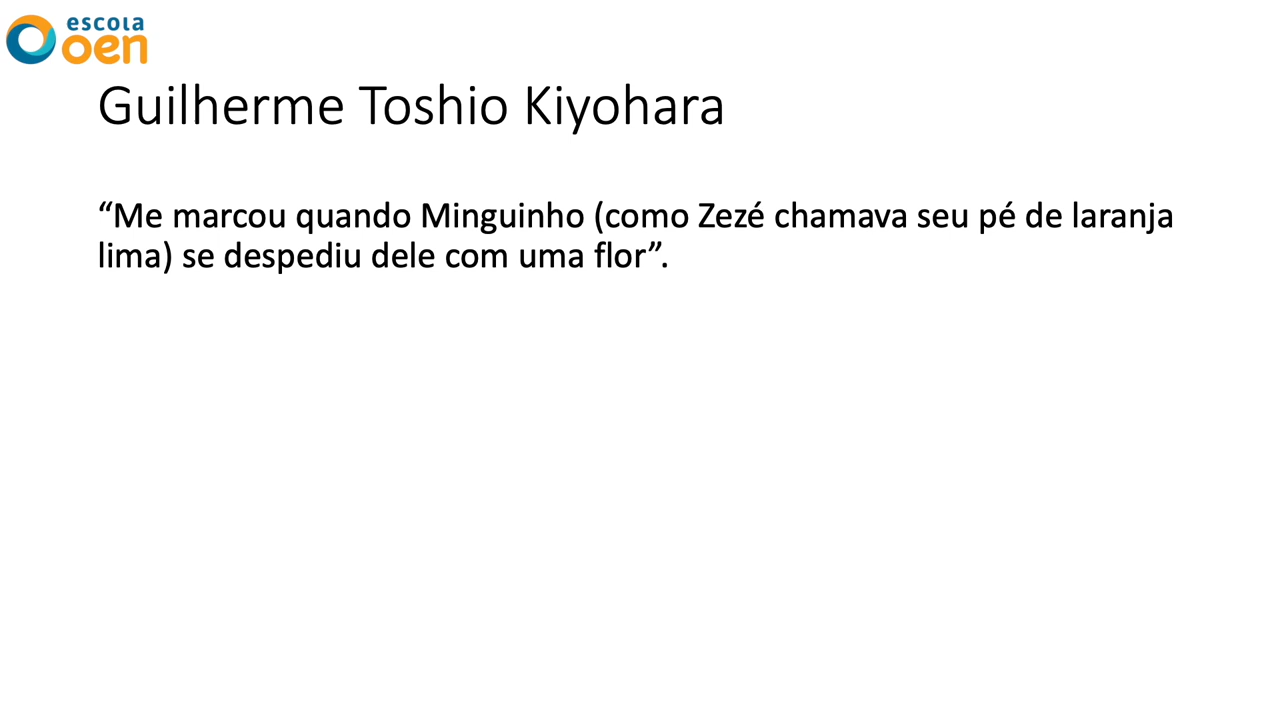 escola
oen
Guilherme Toshio Kiyohara
“Me marcou quando Minguinho (como Zezé chamava seu pé de laranja
lima) se despediu dele com uma flor”.